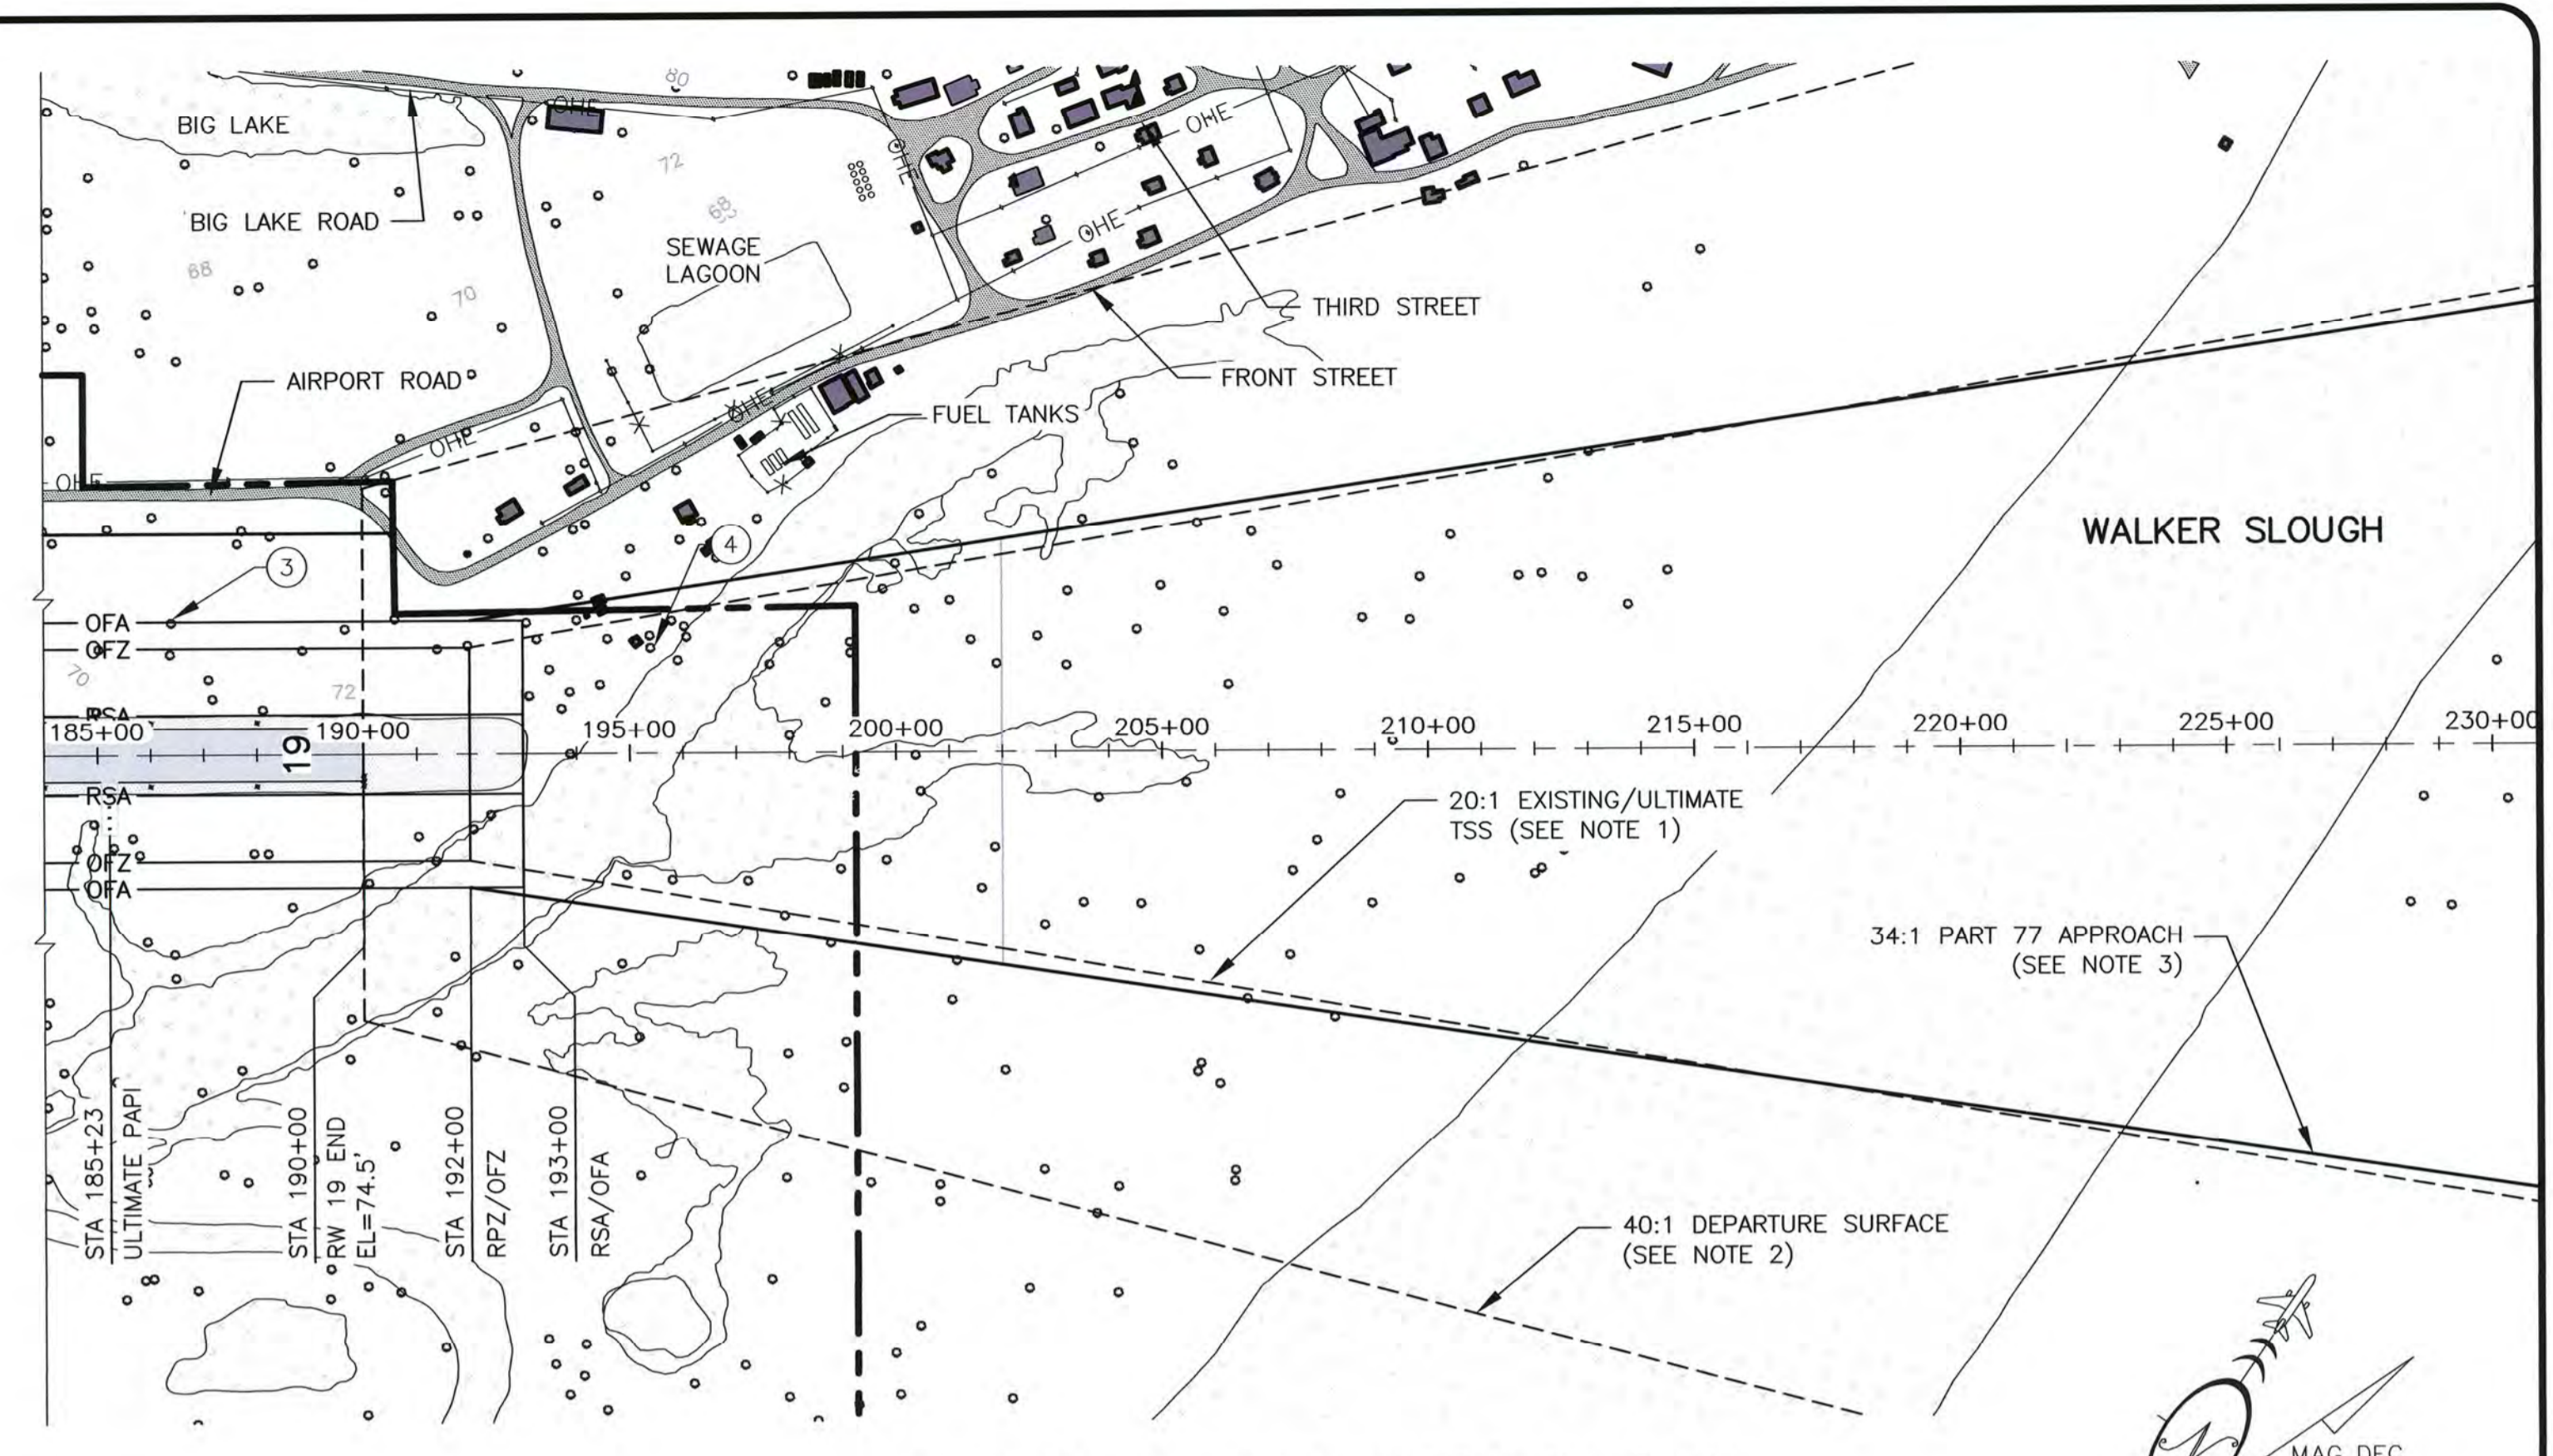 80
OHE
BIG LAKE
OHE
OHE
72
BIG LAKE ROAD
68
OHE
SEWAGE
LAGOON
68
70
THIRD STREET
AIRPORT ROAD
FRONT STREET
OHE
FUEL TANKS
OHE
OHE
WALKER SLOUGH
4
3
OFA
OFZ
70
72
RSA
185+00
190+00
195+00
200+00
205+00
210+00
215+00
220+00
225+00
230+00
19
RSA
20:1 EXISTING/ULTIMATE
TSS (SEE NOTE 1)
OFZ
OFA
34:1 PART 77 APPROACH
(SEE NOTE 3)
STA 185+23
ULTIMATE PAPI
STA 190+00
RW 19 END
EL=74.5'
STA 192+00
RPZ/OFZ
STA 193+00
RSA/OFA
40:1 DEPARTURE SURFACE
(SEE NOTE 2)
MAG DEC